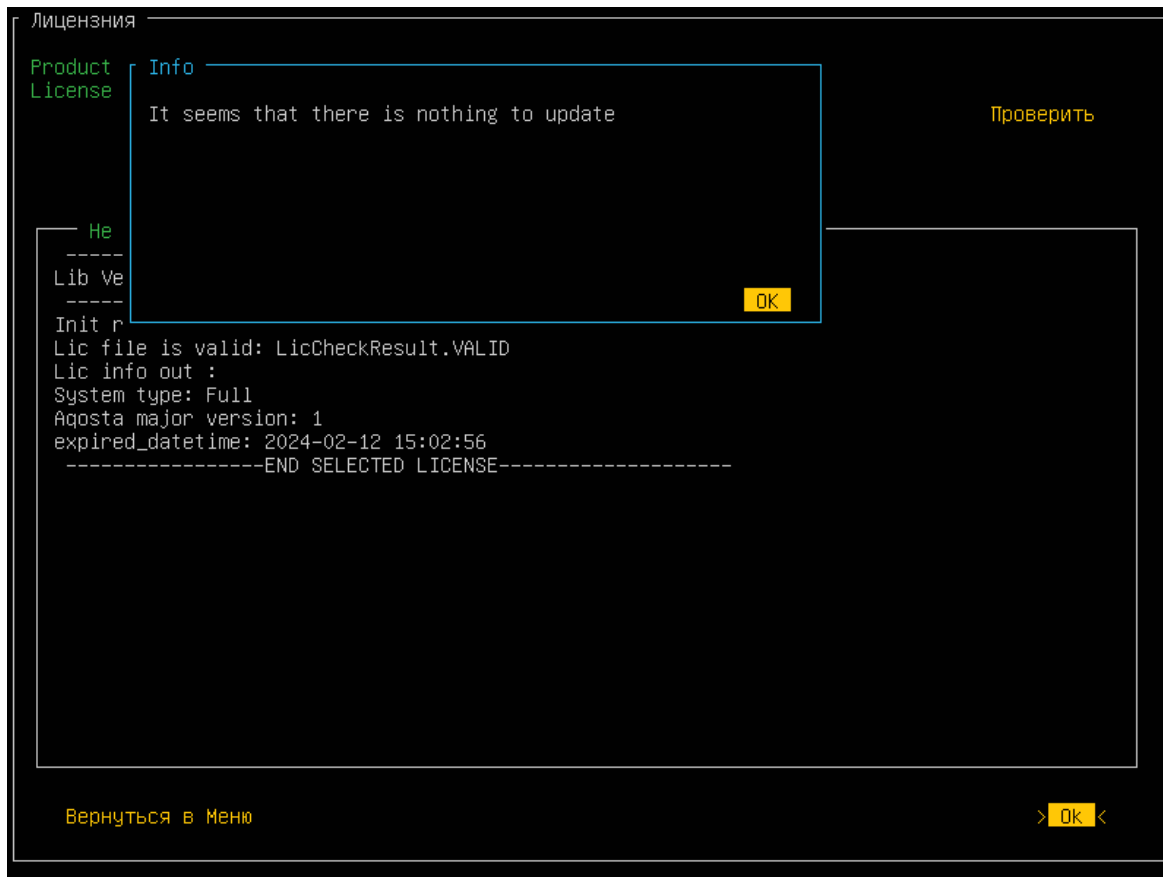 Лицензния
Product
License
Info
It seems that there is nothing to update
OK
Проверить
Не
-----
Lib Ve
-----
Init r
Lic file is valid: LicCheckResult.VALID
Lic info out :
System type: Full
Aqosta major version: 1
expired_datetime: 2024-02-12 15:02:56
-----------------END SELECTED LICENSE--------------------
Вернуться в Меню
> OK <